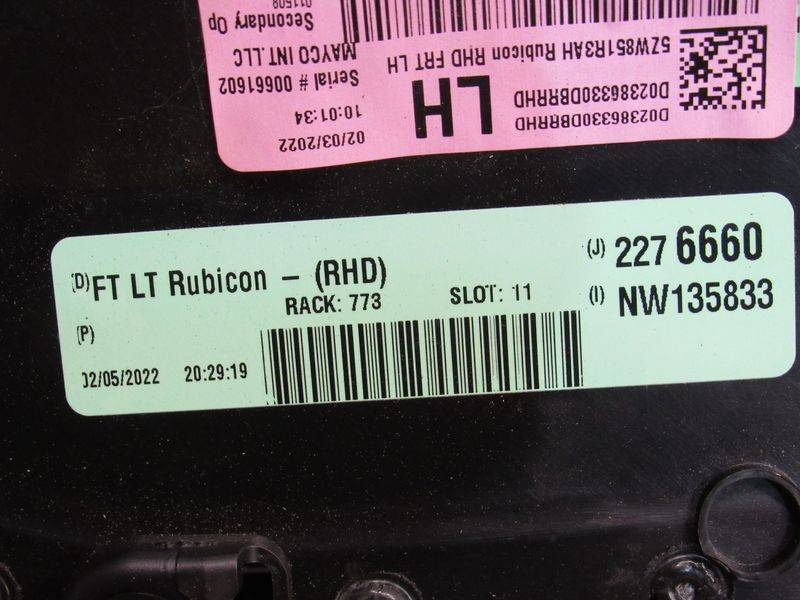 5ZW851R3AH Rubicon RHD FRT LH
D02386330DBRRHD
D02386330DBRRHD
LH
02/03/2022
10:01:34
Serial # 00661602
MAYCO INT.LLC
Secondary Op
011508
(D) FT LT Rubicon - (RHD)
RACK: 773 SLOT: 11
(J) 227 6660
(I) NW135833
(P)
02/05/2022 20:29:19